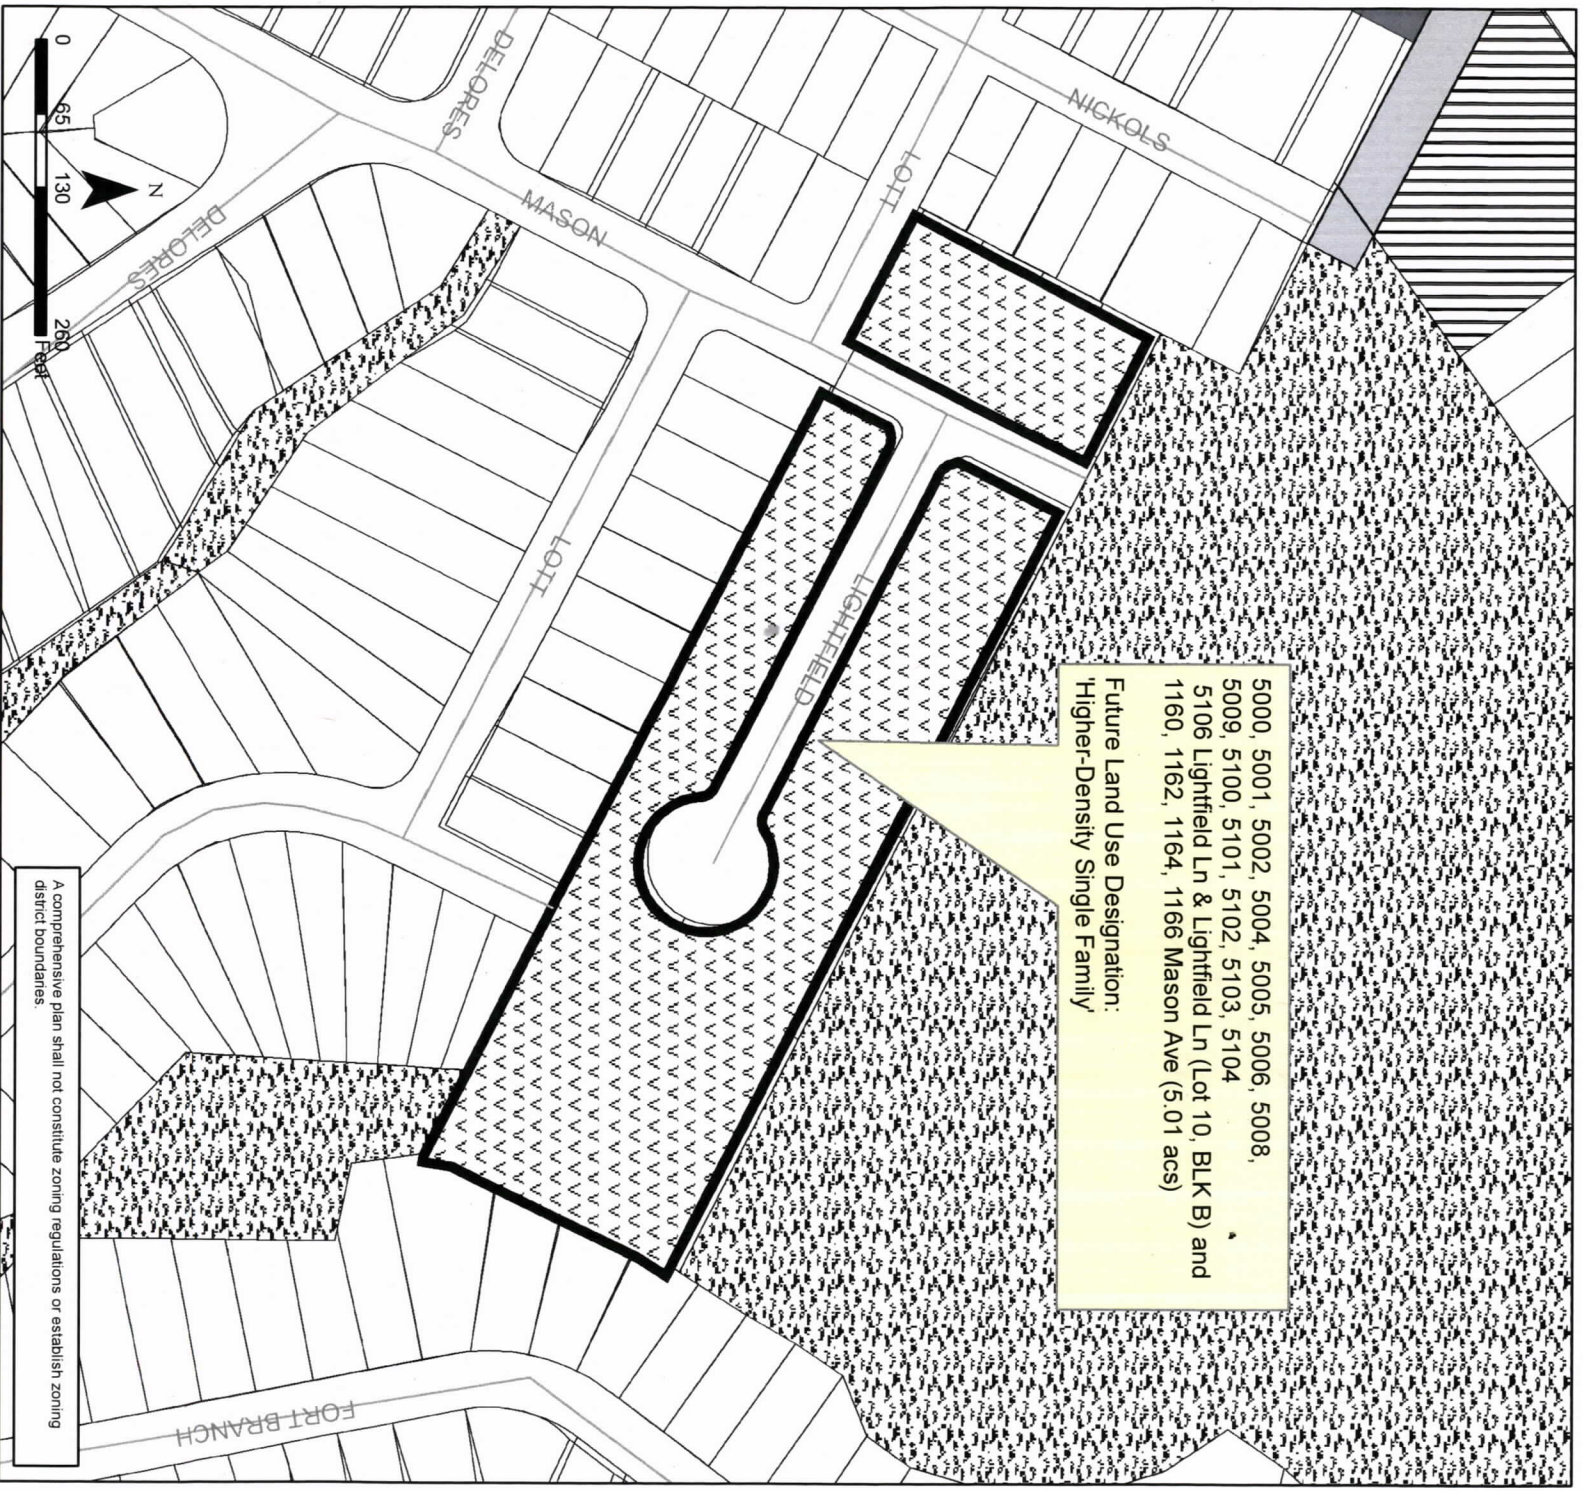 5000, 5001, 5002, 5004, 5005, 5006, 5008,
5009, 5100, 5101, 5102, 5103, 5104
5106 Lightfield Ln & Lightfield Ln (Lot 10, BLK B) and
1160, 1162, 1164, 1166 Mason Ave (5.01 acs)
Future Land Use Designation:
'Higher-Density Single Family'
NICKOLS
LOTT
DELORES
MASON
LIGHTFIELD
LOTT
DELORES
FORT BRANCH
N
0 65 130 260
Feet
A comprehensive plan shall not constitute zoning regulations or establish zoning
district boundaries.